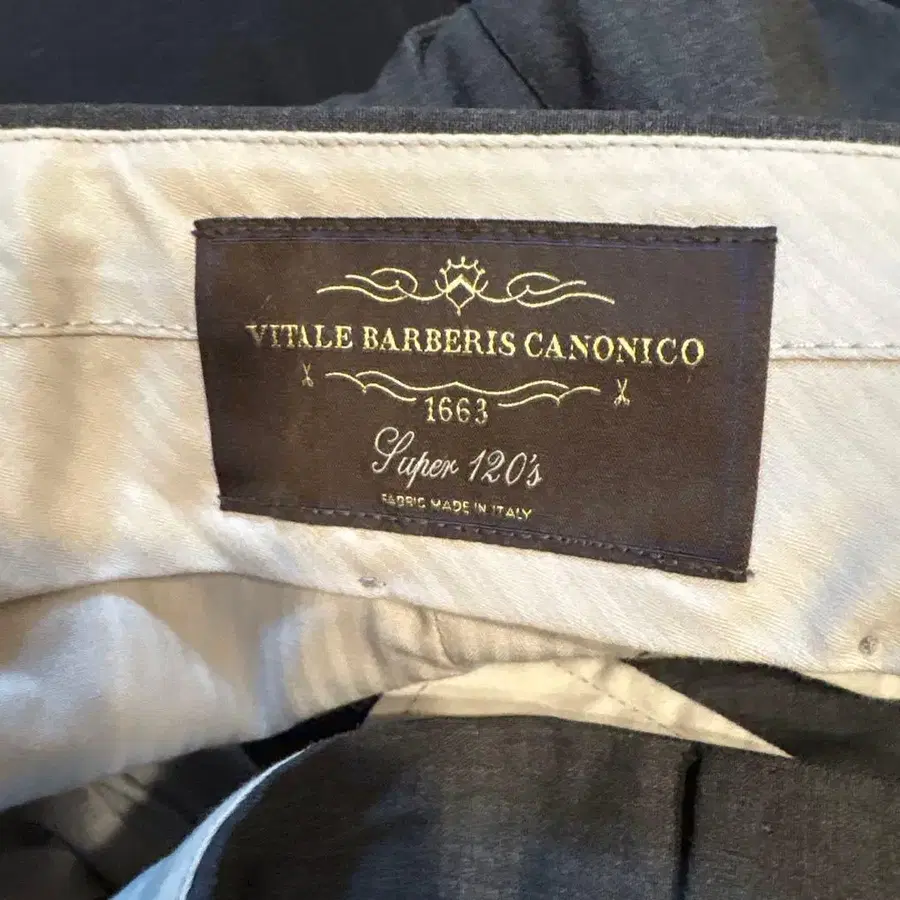 VITALE BARBERIS CANONICO
1663
Super 120's
FABRIC MADE IN ITALY